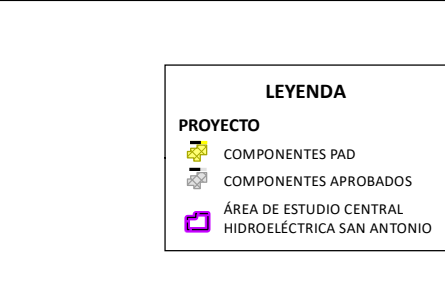 LEYENDA
PROYECTO
COMPONENTES PAD
COMPONENTES APROBADOS
ÁREA DE ESTUDIO CENTRAL
HIDROELÉCTRICA SAN ANTONIO